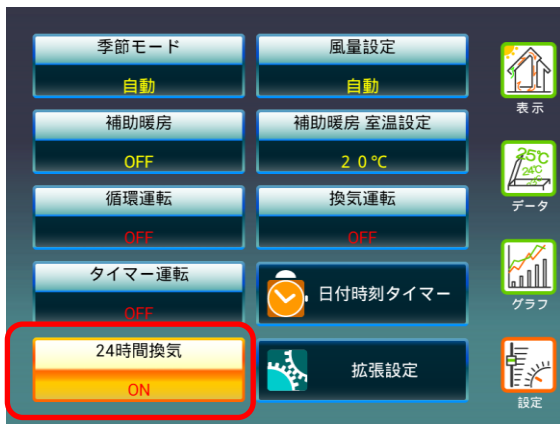 季節モード
自動
風量設定
自動
補助暖房
OFF
補助暖房 室温設定
20℃
循環運転
OFF
換気運転
OFF
タイマー運転
OFF
日付時刻タイマー
24時間換気
ON
拡張設定
表示
25℃
24℃
データ
グラフ
設定